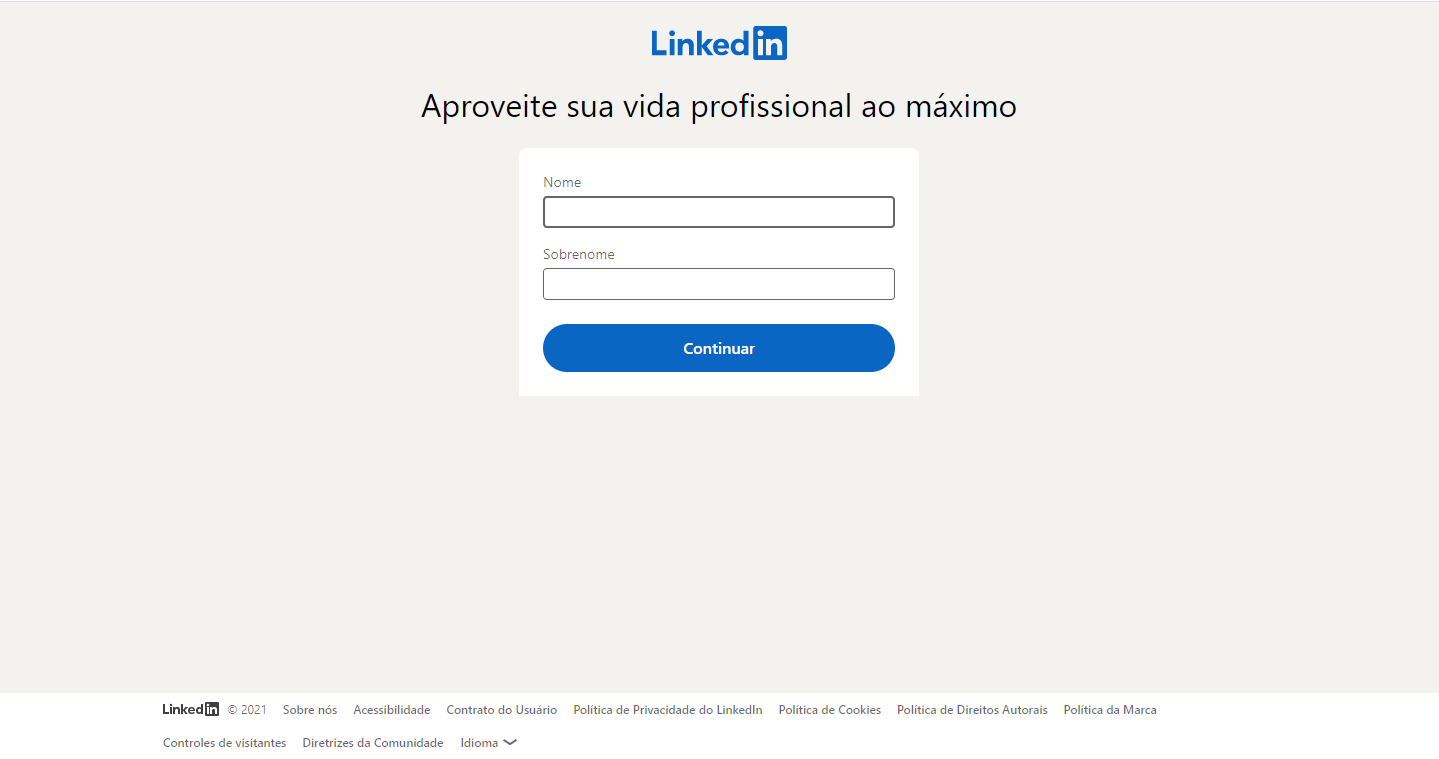 Linkedin
Aproveite sua vida profissional ao máximo
Nome
Sobrenome
Continuar
Linkedin © 2021 Sobre nós Acessibilidade Contrato do Usuário Política de Privacidade do LinkedIn Política de Cookies Política de Direitos Autorais Política da Marca
Controles de visitantes Diretrizes da Comunidade Idioma